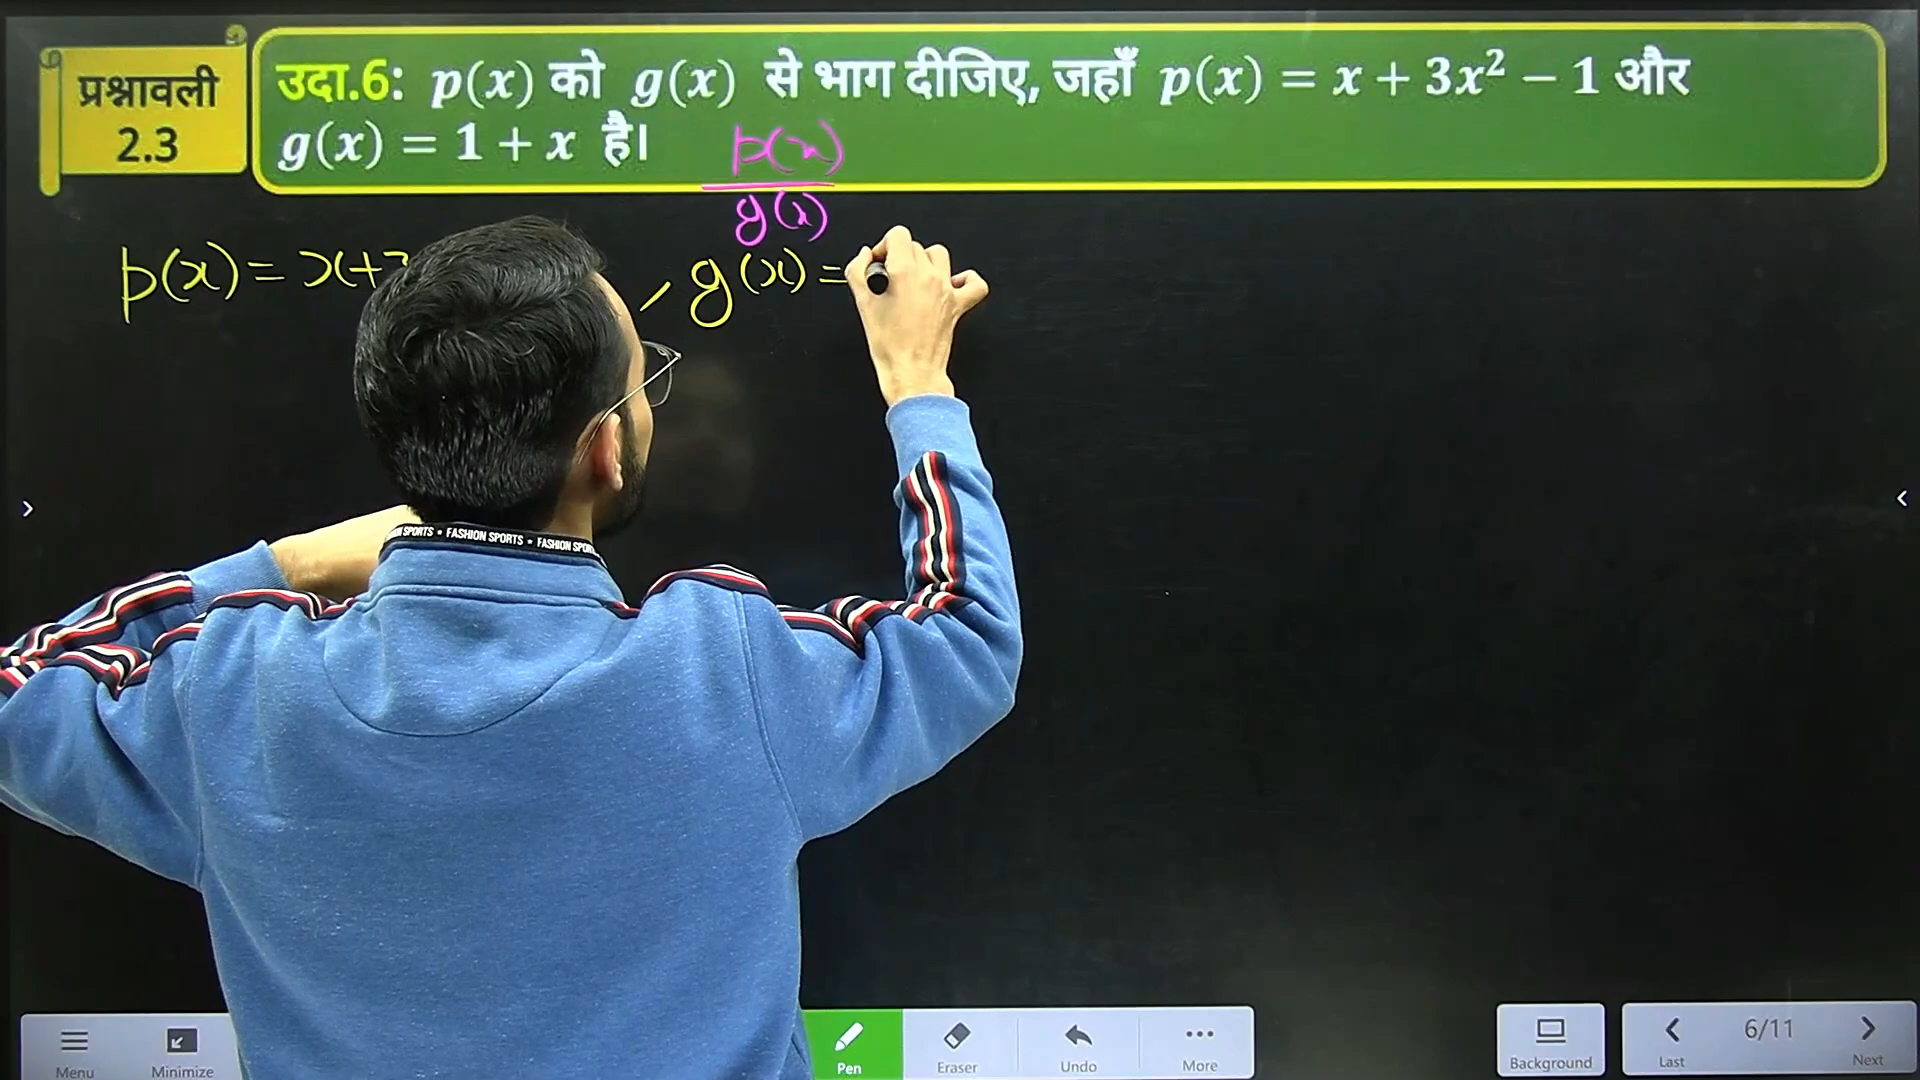 प्रश्नावली
2.3
उदा.6: p(x) को g(x) से भाग दीजिए, जहाँ p(x) = x + 3x² − 1 और
g(x) = 1 + x है।
p(x)
g(x)
p(x) = x+3
, g(x) =
SPORTS • FASHION SPORTS • FASHION SPOR
Menu
Minimize
Pen
Eraser
Undo
More
Background
Last
6/11
Next